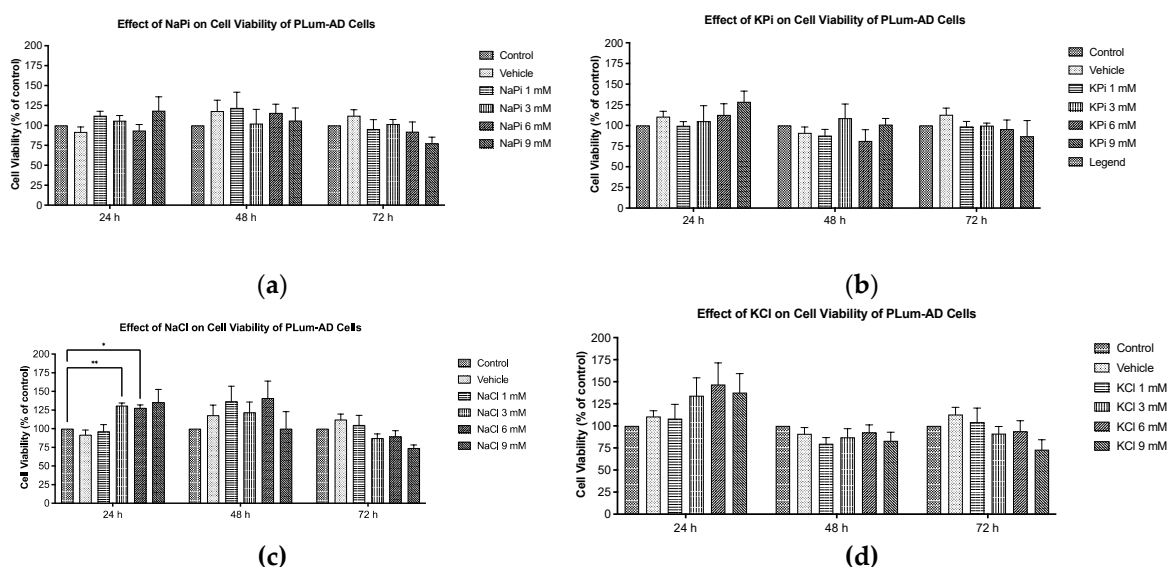 Effect of NaPi on Cell Viability of PLum-AD Cells
Cell Viability (% of control)
200
175
150
125
100
75
50
25
0
24 h 48 h 72 h
Control
Vehicle
NaPi 1 mM
NaPi 3 mM
NaPi 6 mM
NaPi 9 mM
(a)
Effect of KPi on Cell Viability of PLum-AD Cells
Cell Viability (% of control)
200
175
150
125
100
75
50
25
0
24 h 48 h 72 h
Control
Vehicle
KPi 1 mM
KPi 3 mM
KPi 6 mM
KPi 9 mM
Legend
(b)
Effect of NaCl on Cell Viability of PLum-AD Cells
Cell Viability (% of control)
200
175
150
125
100
75
50
25
0
*
**
24 h 48 h 72 h
Control
Vehicle
NaCl 1 mM
NaCl 3 mM
NaCl 6 mM
NaCl 9 mM
(c)
Effect of KCl on Cell Viability of PLum-AD Cells
Cell Viability (% of control)
200
175
150
125
100
75
50
25
0
24 h 48 h 72 h
Control
Vehicle
KCl 1 mM
KCl 3 mM
KCl 6 mM
KCl 9 mM
(d)